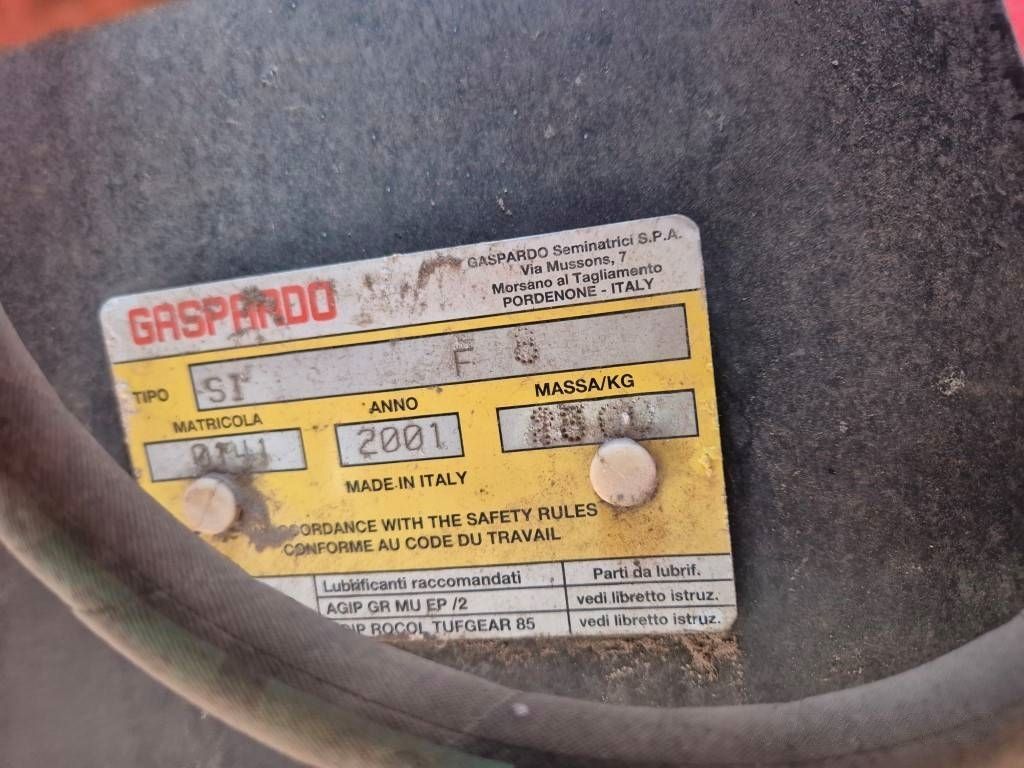 GASPARDO
GASPARDO Seminatrici S.P.A.
Via Mussons, 7
Morsano al Tagliamento
PORDENONE - ITALY
TIPO SI F 8
MATRICOLA ANNO MASSA/KG
2001
MADE IN ITALY
CCORDANCE WITH THE SAFETY RULES
CONFORME AU CODE DU TRAVAIL
Lubrificanti raccomandati Parti da lubrif.
AGIP GR MU EP /2 vedi libretto istruz.
ROCOL TUFGEAR 85 vedi libretto istruz.